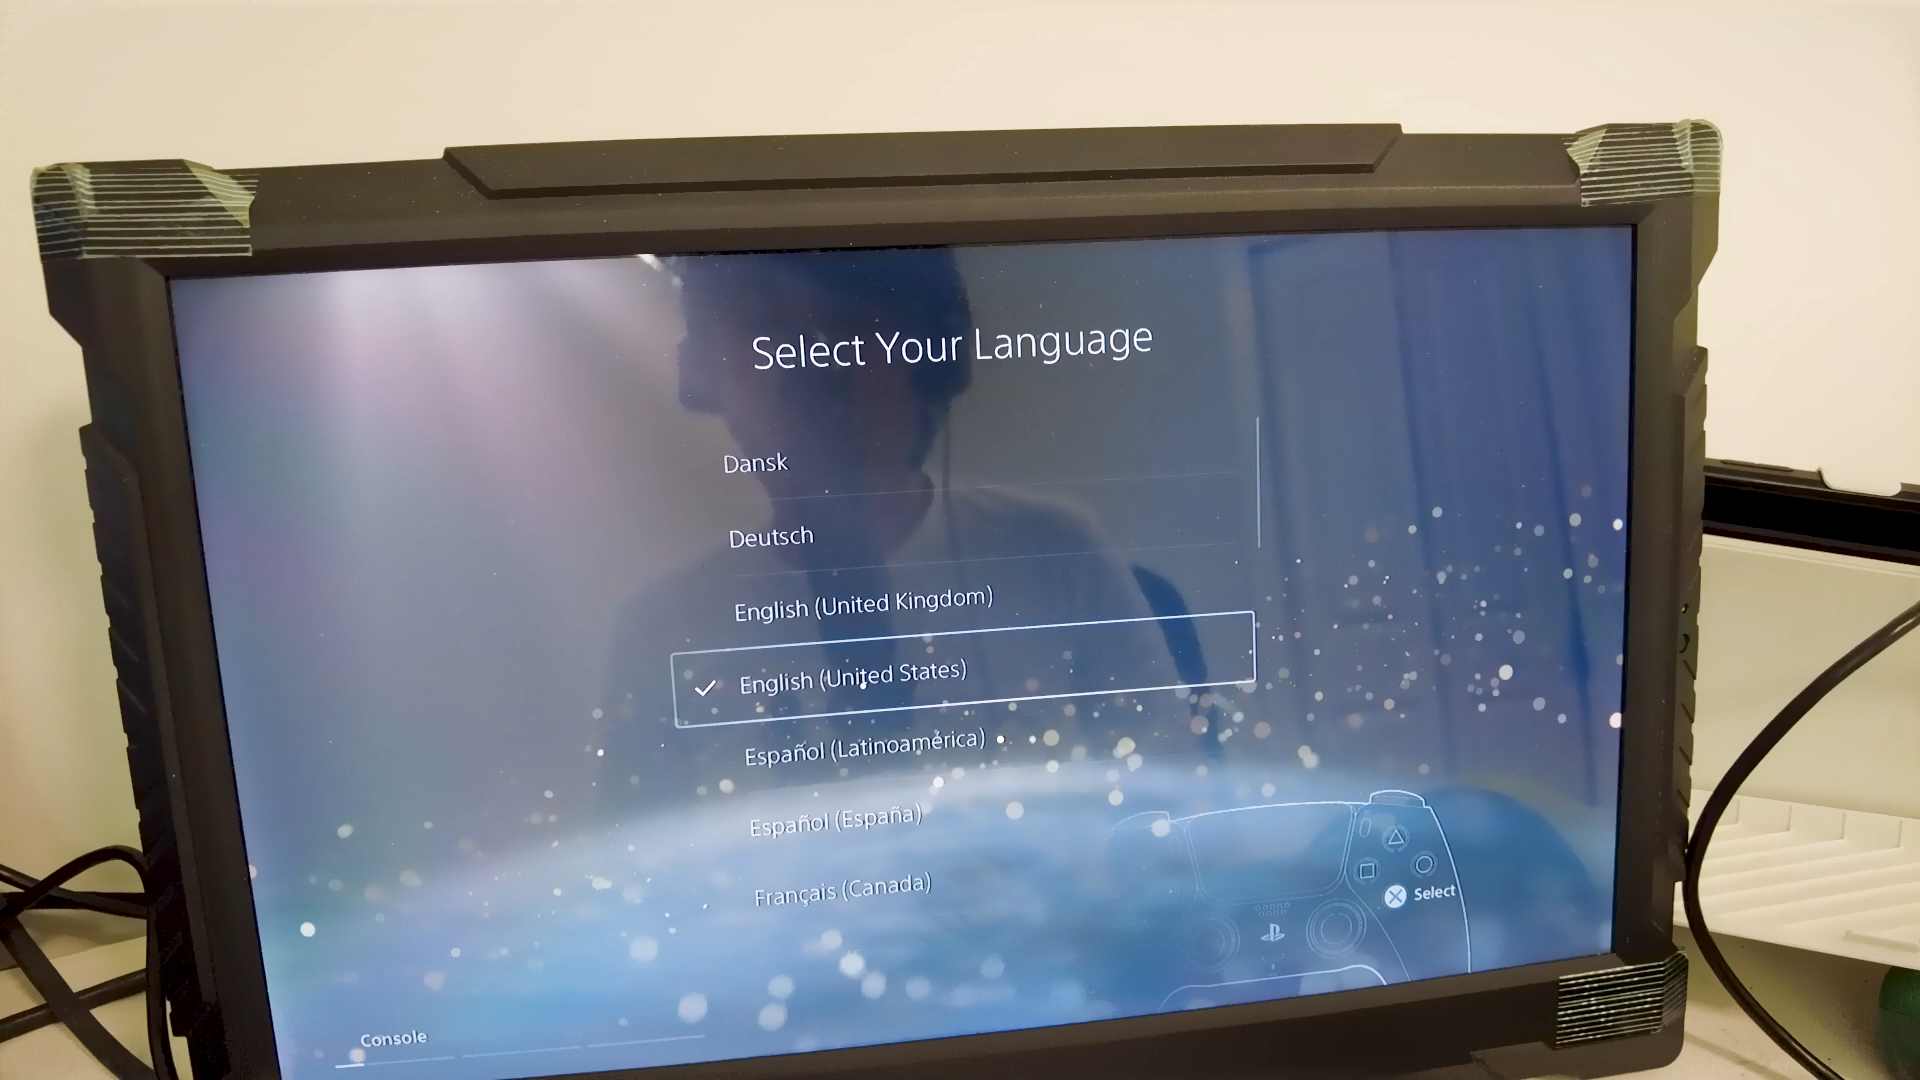 Select Your Language
Dansk
Deutsch
English (United Kingdom)
English (United States)
Español (Latinoamérica)
Español (España)
Français (Canada)
Select
Console